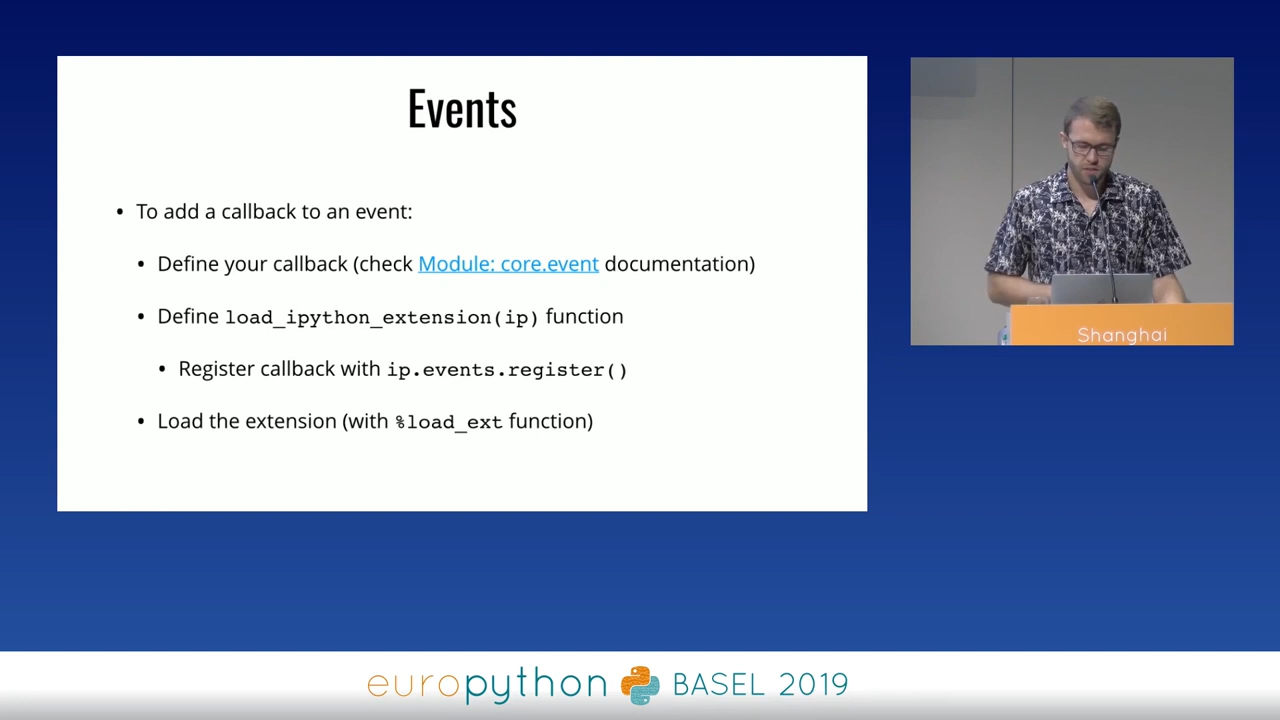 Events
• To add a callback to an event:
• Define your callback (check Module: core.event documentation)
• Define load_ipython_extension(ip) function
• Register callback with ip.events.register()
• Load the extension (with %load_ext function)
Shanghai
europython BASEL 2019